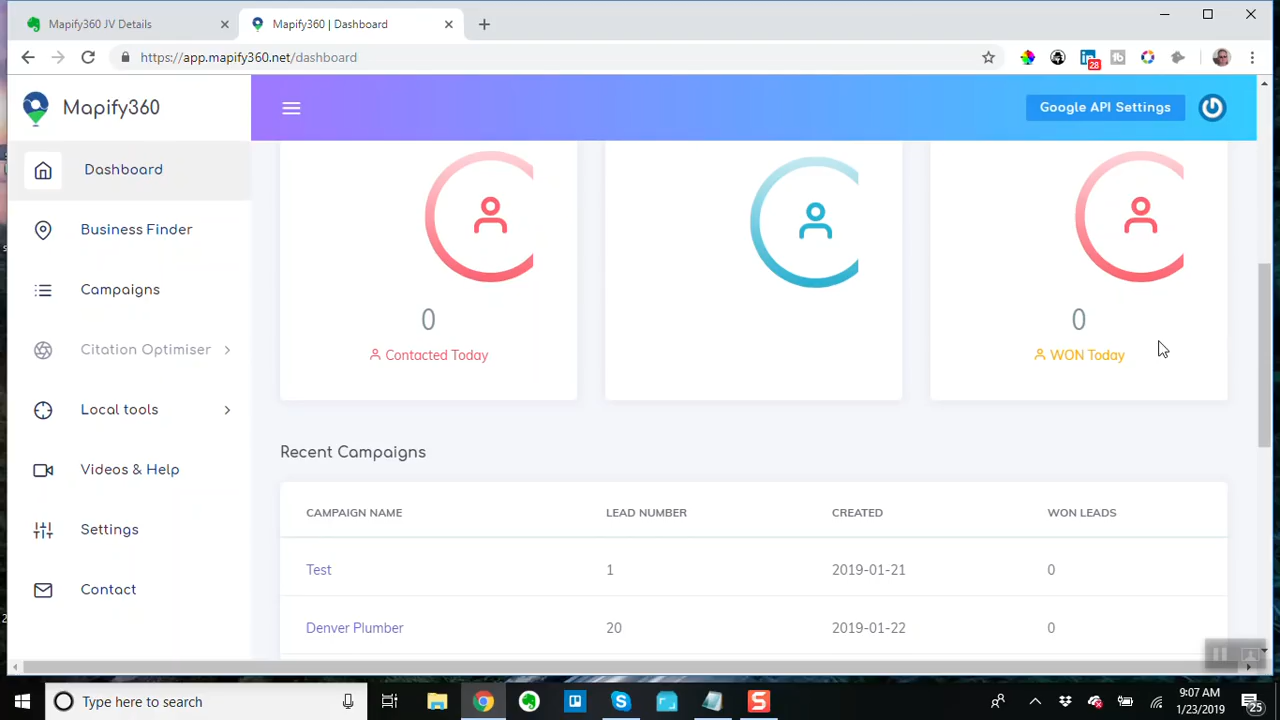 Mapify360 JV Details
Mapify360 | Dashboard
https://app.mapify360.net/dashboard
28
Mapify360
Google API Settings
Dashboard
Business Finder
Campaigns
Citation Optimiser
Local tools
Videos & Help
Settings
Contact
0
Contacted Today
0
WON Today
Recent Campaigns
CAMPAIGN NAME LEAD NUMBER CREATED WON LEADS
Test 1 2019-01-21 0
Denver Plumber 20 2019-01-22 0
Type here to search
9:07 AM
1/23/2019
25